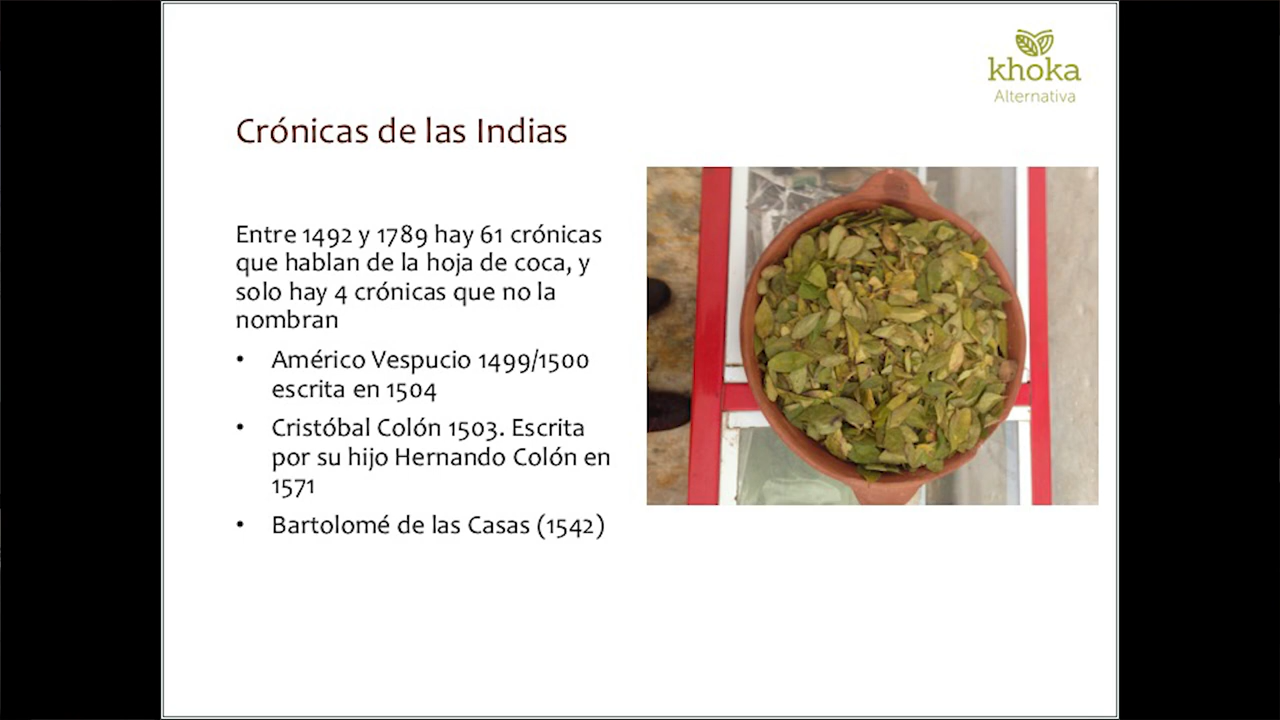 khoka
Alternativa
Crónicas de las Indias
Entre 1492 y 1789 hay 61 crónicas
que hablan de la hoja de coca, y
solo hay 4 crónicas que no la
nombran
• Américo Vespucio 1499/1500
escrita en 1504
• Cristóbal Colón 1503. Escrita
por su hijo Hernando Colón en
1571
• Bartolomé de las Casas (1542)